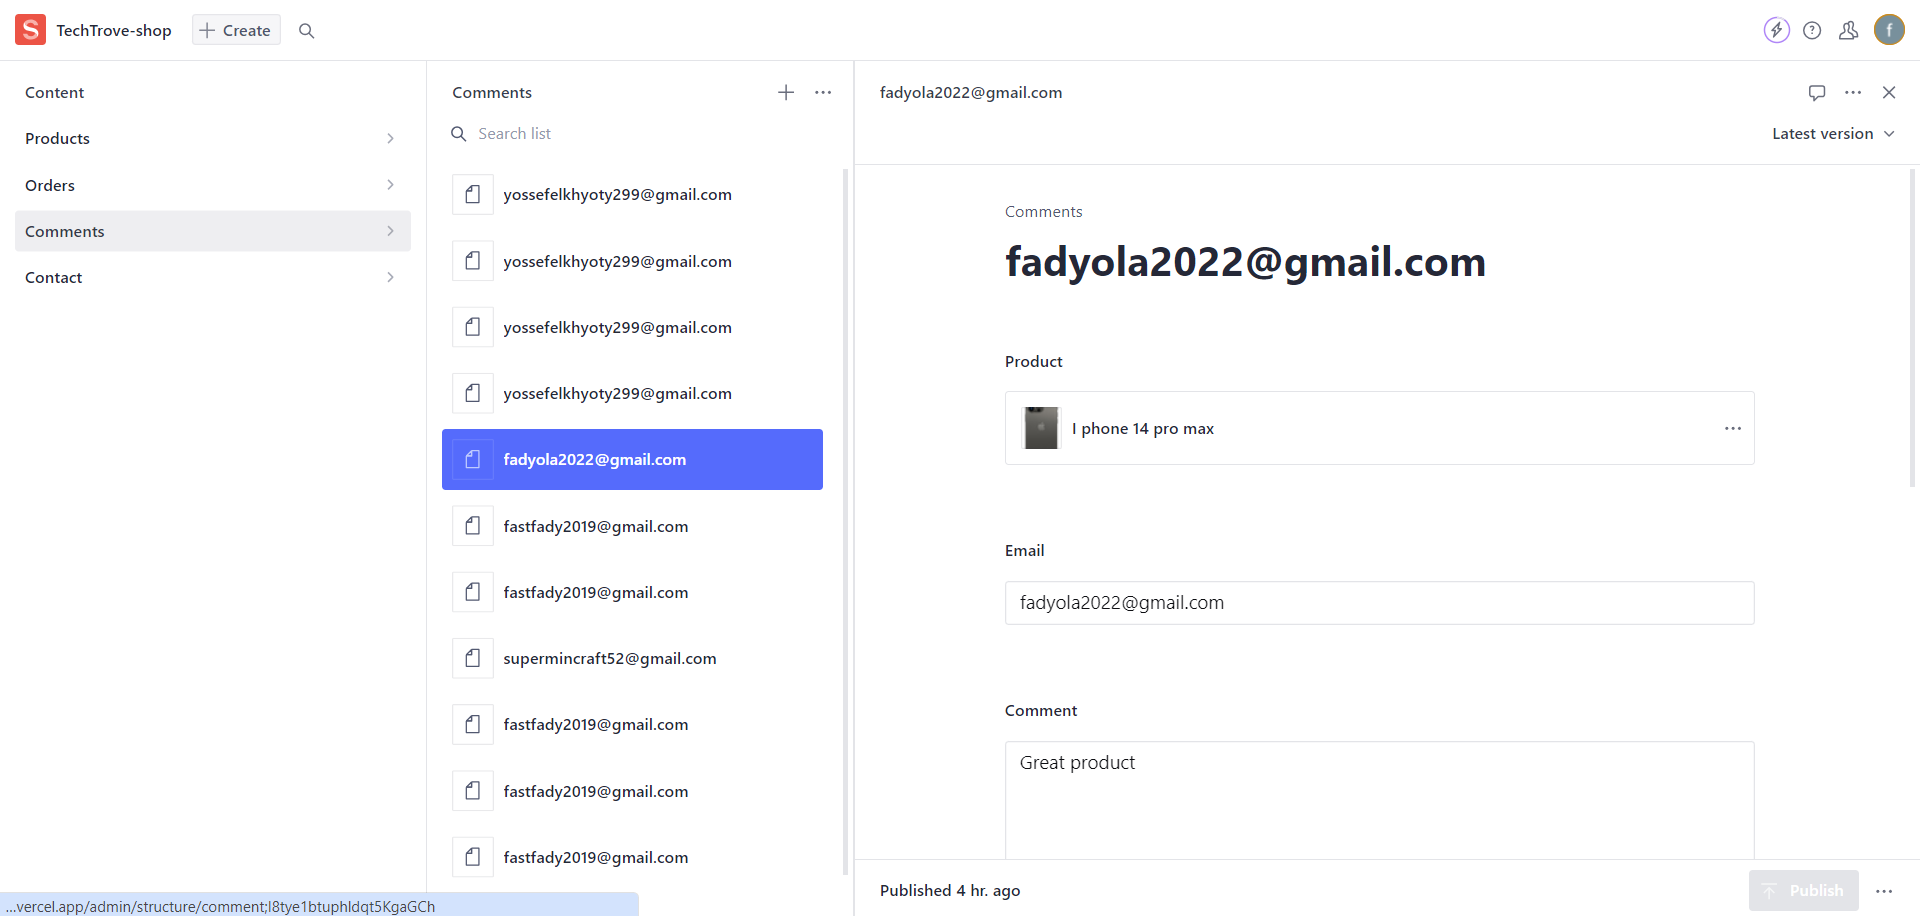 S TechTrove-shop Create
f
Content
Products
Orders
Comments
Contact
Comments
Search list
yossefelkhyoty299@gmail.com
yossefelkhyoty299@gmail.com
yossefelkhyoty299@gmail.com
yossefelkhyoty299@gmail.com
fadyola2022@gmail.com
fastfady2019@gmail.com
fastfady2019@gmail.com
supermincraft52@gmail.com
fastfady2019@gmail.com
fastfady2019@gmail.com
fastfady2019@gmail.com
fadyola2022@gmail.com
Latest version
Comments
fadyola2022@gmail.com
Product
I phone 14 pro max
Email
fadyola2022@gmail.com
Comment
Great product
Published 4 hr. ago
Publish
...vercel.app/admin/structure/comment;l8tye1btuphldqt5KgaGCh